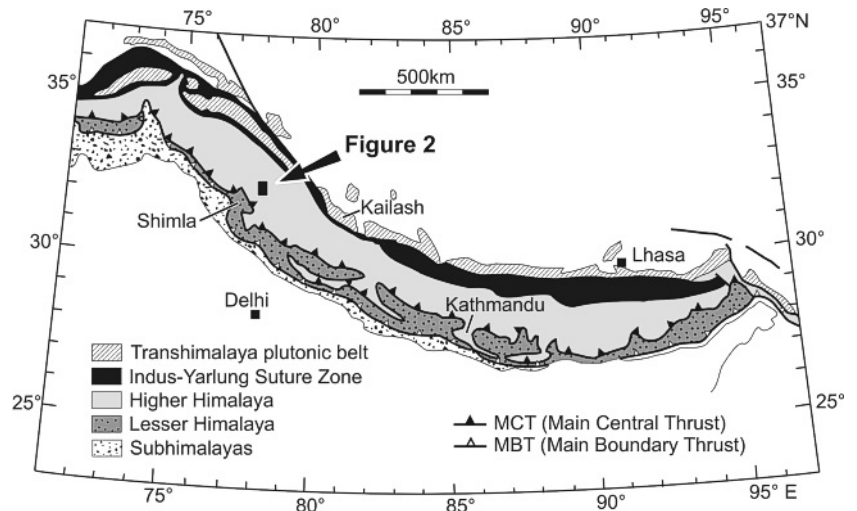 75°
80°
85°
90°
95°
37°N
35°
35°
500km
Figure 2
Kailash
Shimla
30°
30°
Lhasa
Delhi
Kathmandu
Transhimalaya plutonic belt
Indus-Yarlung Suture Zone
Higher Himalaya
Lesser Himalaya
Subhimalayas
25°
25°
MCT (Main Central Thrust)
MBT (Main Boundary Thrust)
75°
80°
85°
90°
95° E